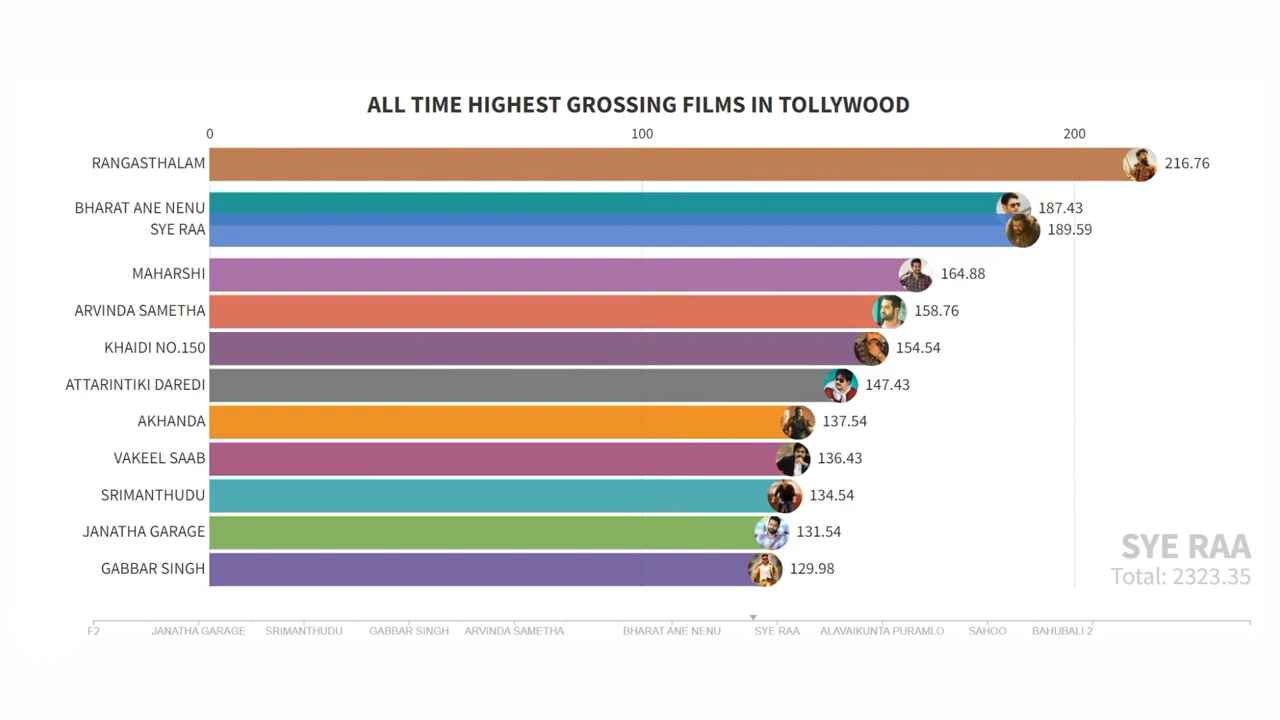 ALL TIME HIGHEST GROSSING FILMS IN TOLLYWOOD
0 100 200
RANGASTHALAM 216.76
BHARAT ANE NENU 187.43
SYE RAA 189.59
MAHARSHI 164.88
ARVINDA SAMETHA 158.76
KHAIDI NO.150 154.54
ATTARINTIKI DAREDI 147.43
AKHANDA 137.54
VAKEEL SAAB 136.43
SRIMANTHUDU 134.54
JANATHA GARAGE 131.54
GABBAR SINGH 129.98
SYE RAA
Total: 2323.35
F2 JANATHA GARAGE SRIMANTHUDU GABBAR SINGH ARVINDA SAMETHA BHARAT ANE NENU SYE RAA ALAVAIKUNTA PURAMLO SAHOO BAHUBALI 2